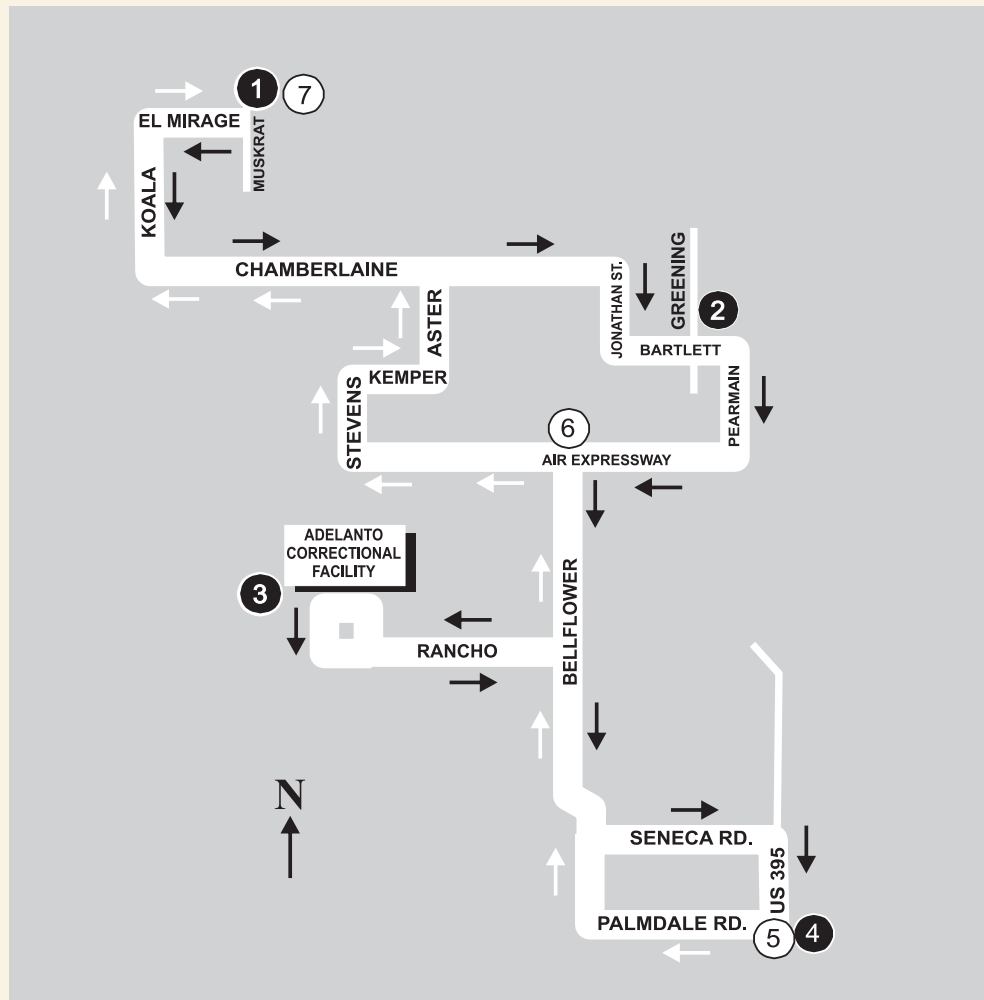 1
7
EL MIRAGE
MUSKRAT
KOALA
CHAMBERLAINE
JONATHAN ST.
GREENING
2
BARTLETT
ASTER
KEMPER
STEVENS
PEARMAIN
6
AIR EXPRESSWAY
ADELANTO
CORRECTIONAL
FACILITY
3
BELLFLOWER
RANCHO
N
SENECA RD.
US 395
PALMDALE RD.
5
4